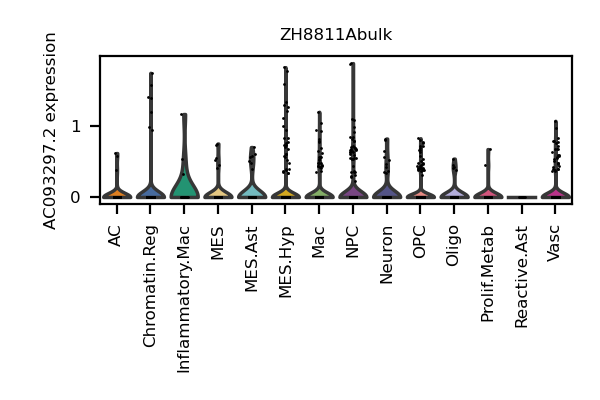 ZH8811Abulk
AC093297.2 expression
1
0
AC
Chromatin.Reg
Inflammatory.Mac
MES
MES.Ast
MES.Hyp
Mac
NPC
Neuron
OPC
Oligo
Prolif.Metab
Reactive.Ast
Vasc